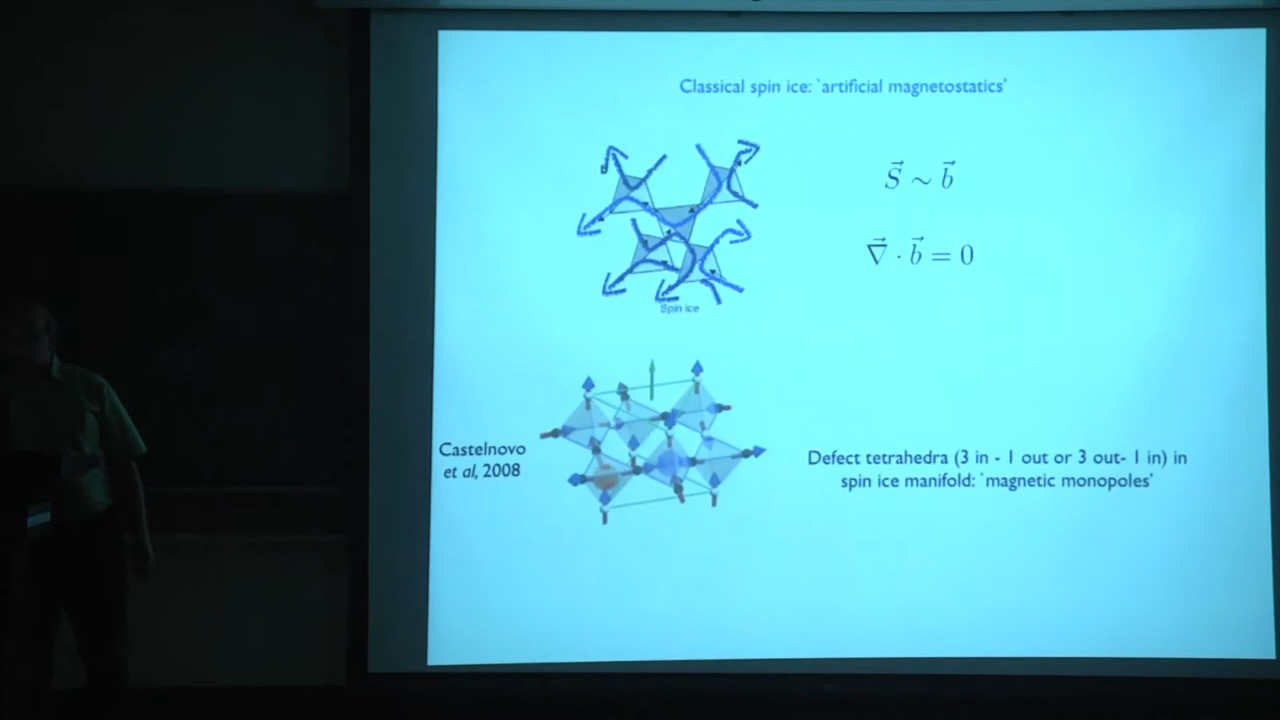 Classical spin ice: `artificial magnetostatics'
$\vec{S} \sim \vec{b}$
$\vec{\nabla} \cdot \vec{b} = 0$
Spin ice
Castelnovo
et al, 2008
Defect tetrahedra (3 in - 1 out or 3 out- 1 in) in
spin ice manifold: `magnetic monopoles'